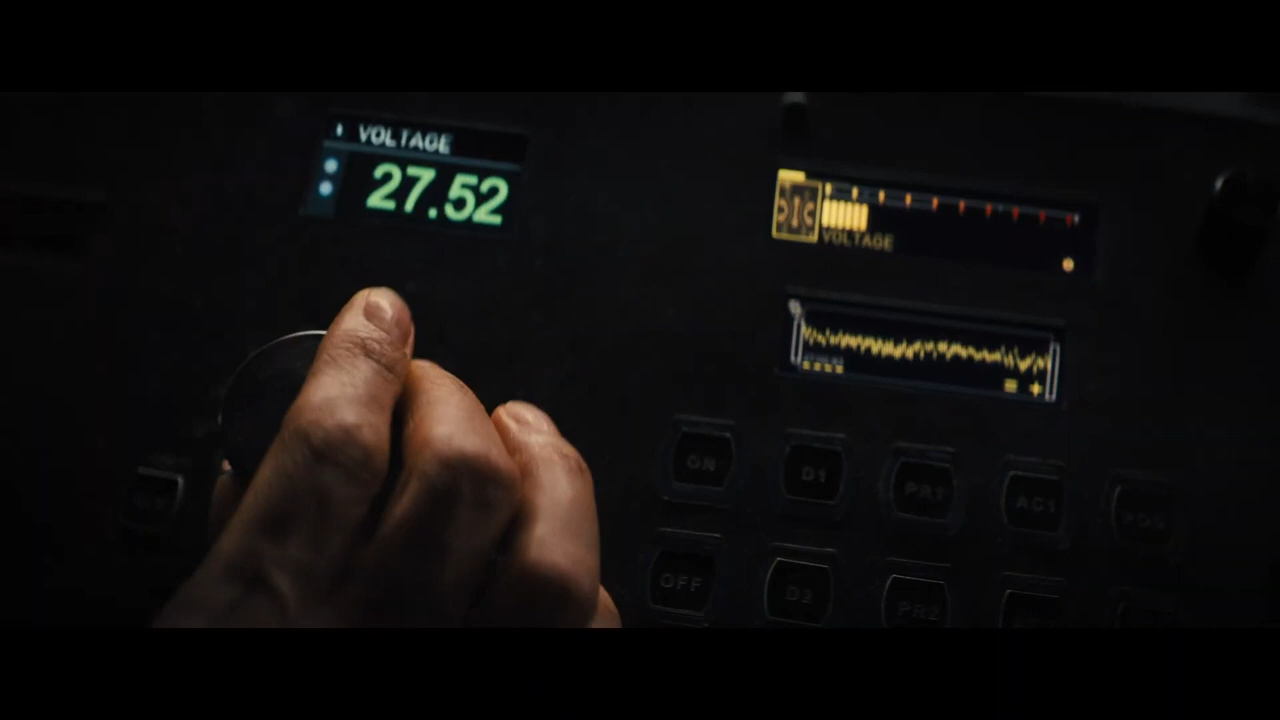 VOLTAGE
27.52
VOLTAGE
ON D1 PR1 AC1
OFF D2 PR2